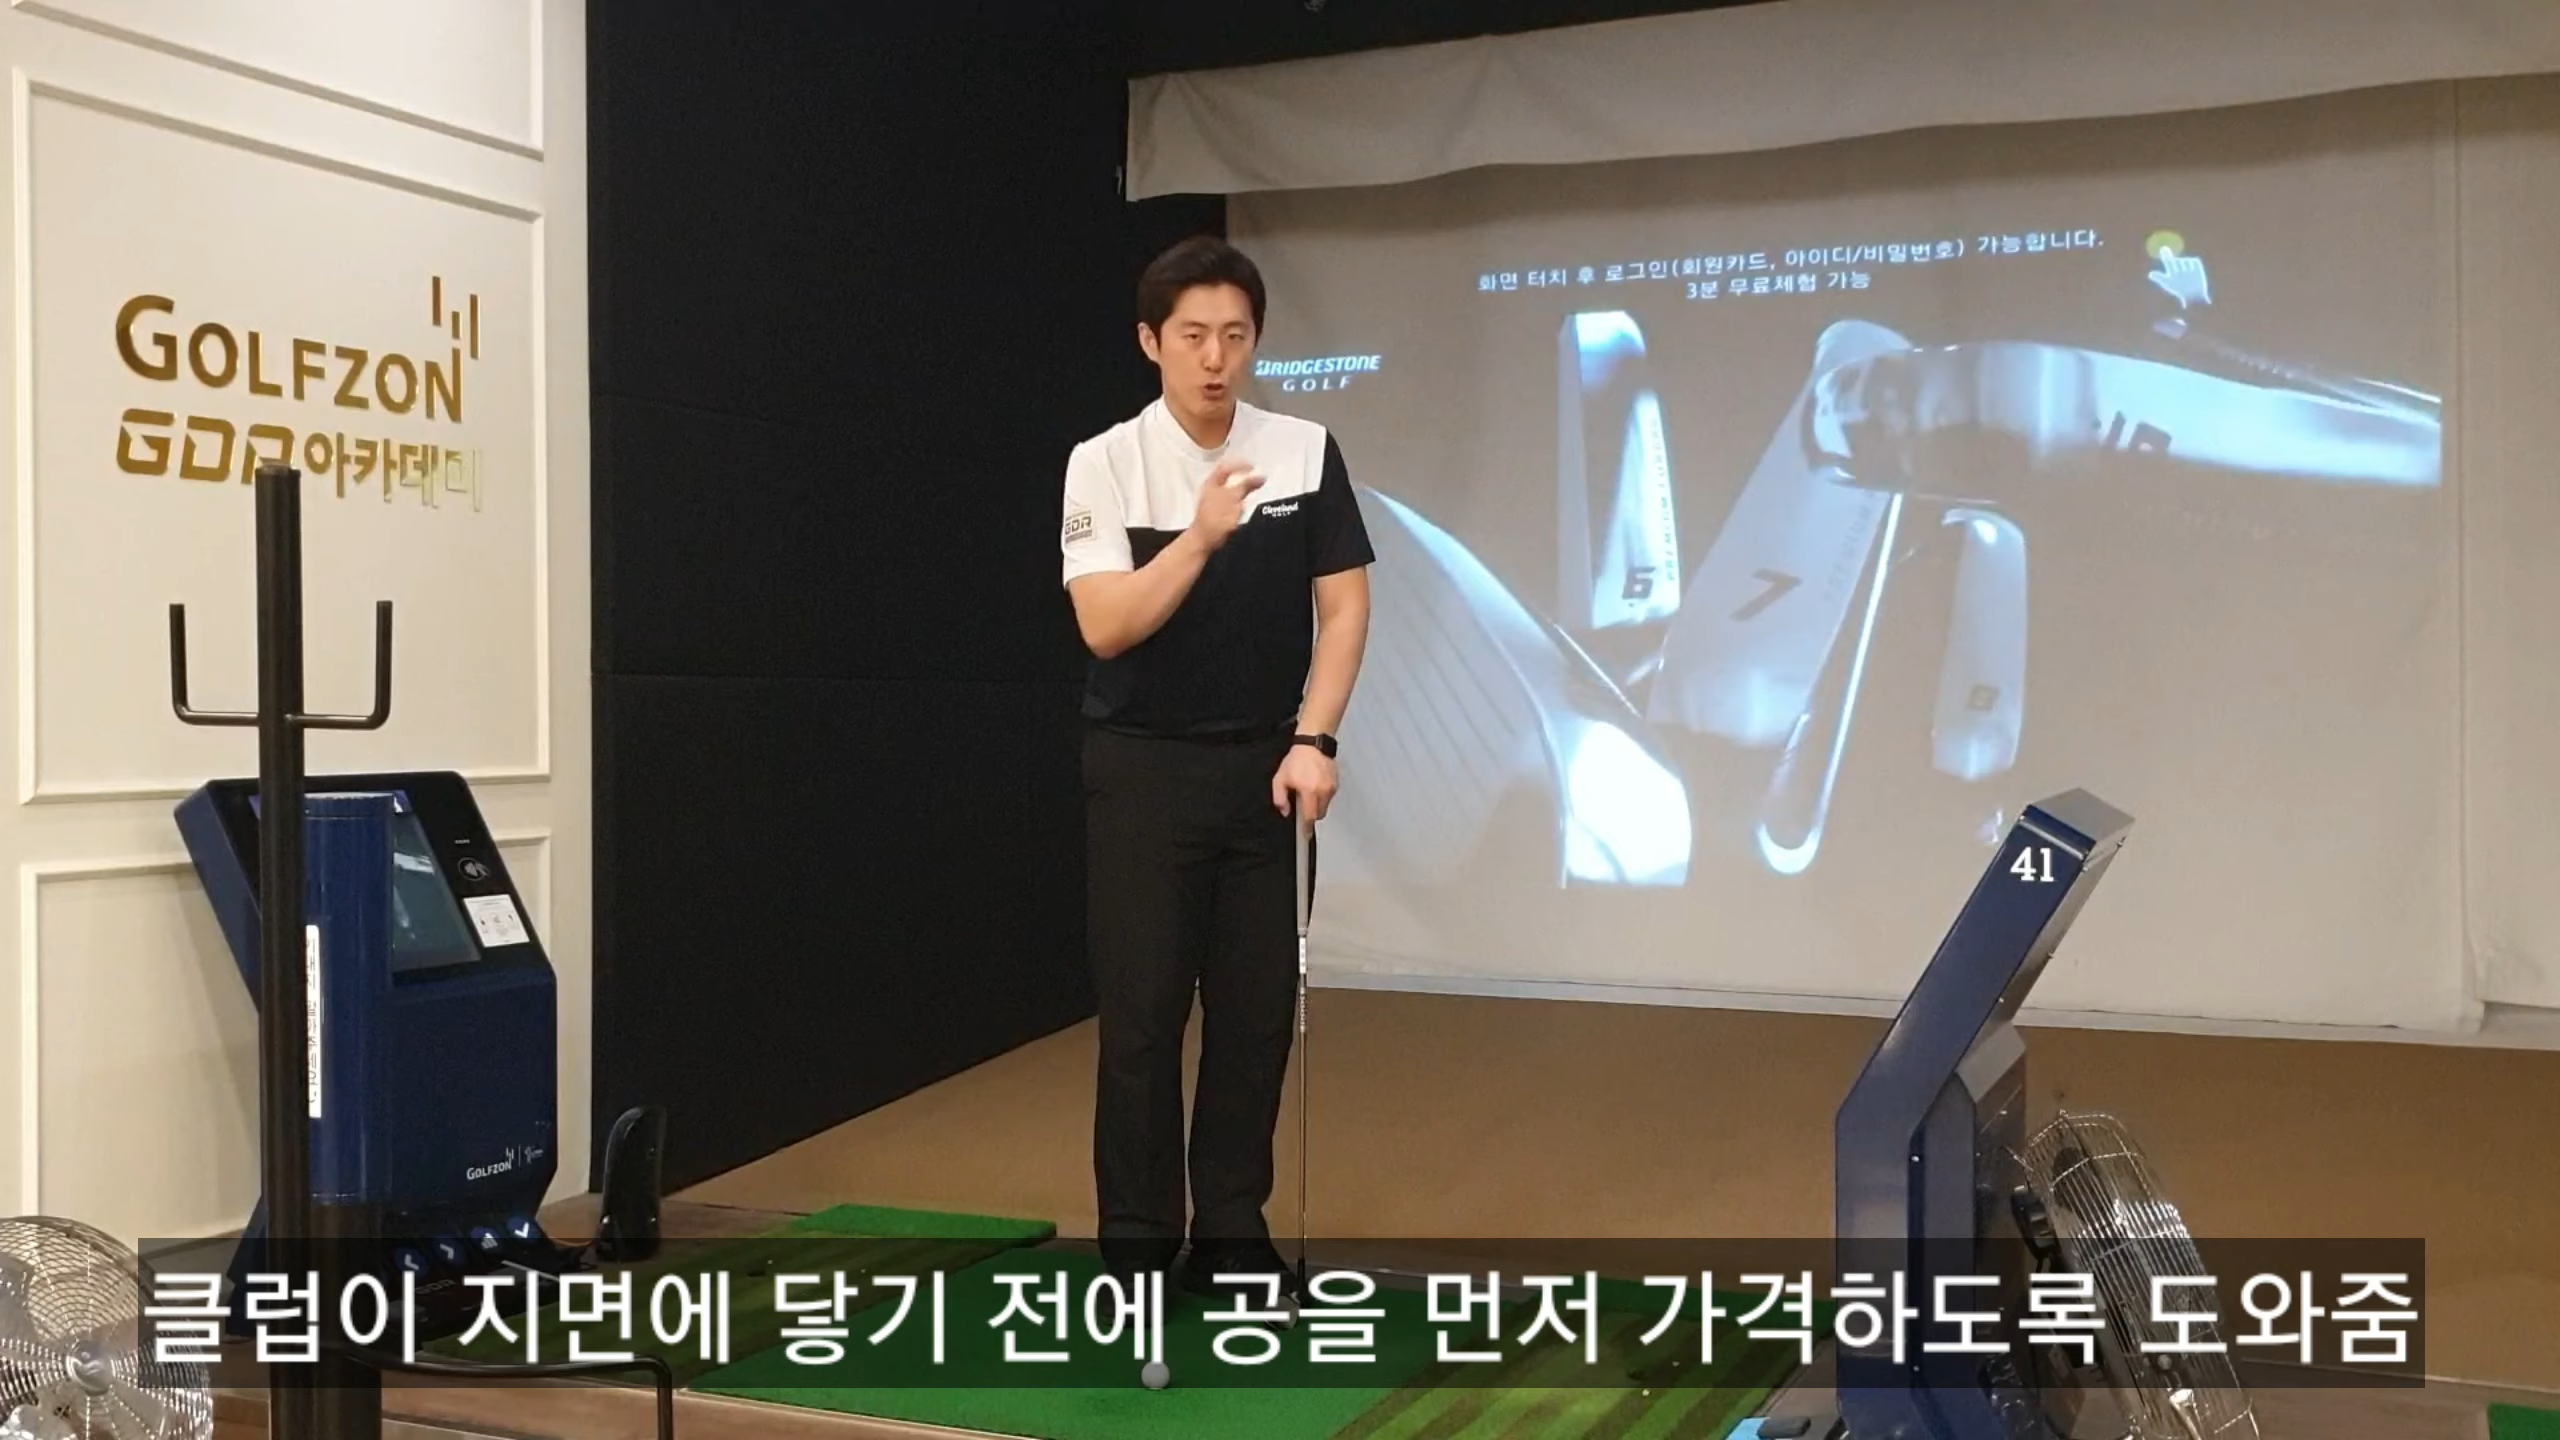 GOLFZON
GDR아카데미
화면 터치 후 로그인(회원카드, 아이디/비밀번호) 가능합니다.
3분 무료체험 가능
BRIDGESTONE
GOLF
Cleveland
GOLF
GDR
6
7
8
41
GOLFZON
클럽이 지면에 닿기 전에 공을 먼저 가격하도록 도와줌